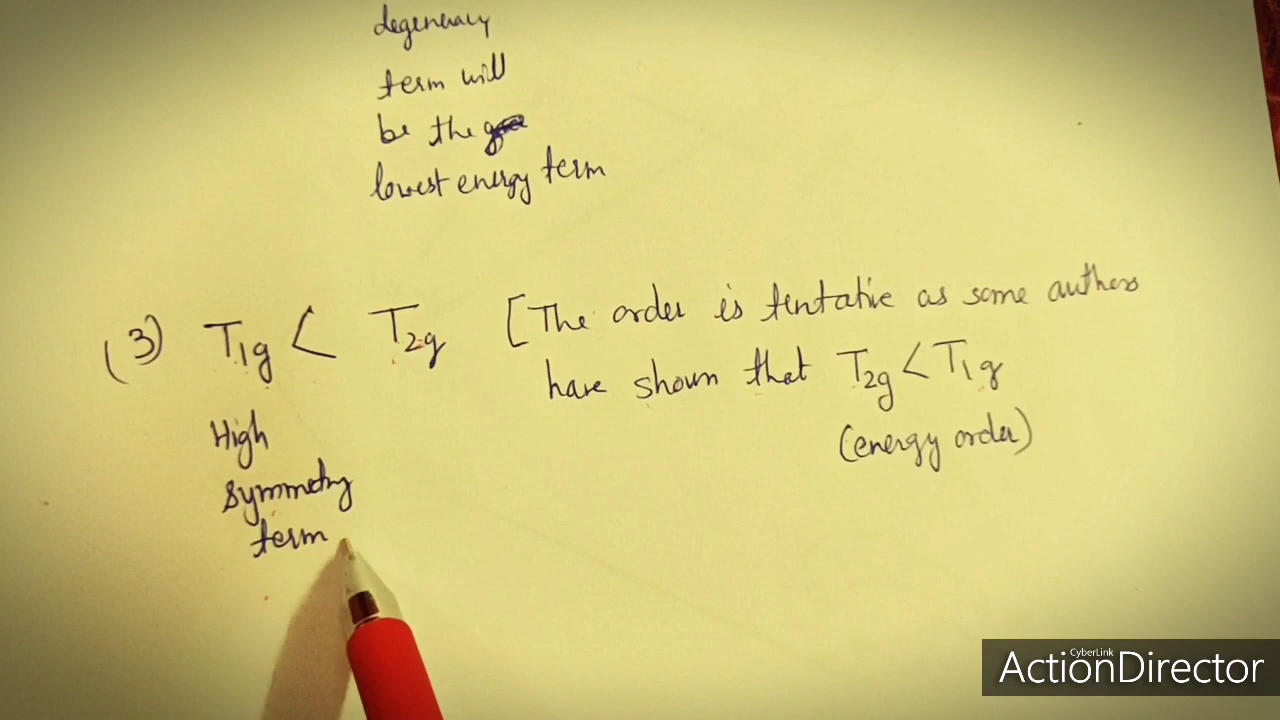 degeneracy
term will
be the
lowest energy term
(3) T1g < T2g [The order is tentative as some authors
have shown that T2g < T1g
(energy order)
High
symmetry
term
CyberLink
ActionDirector